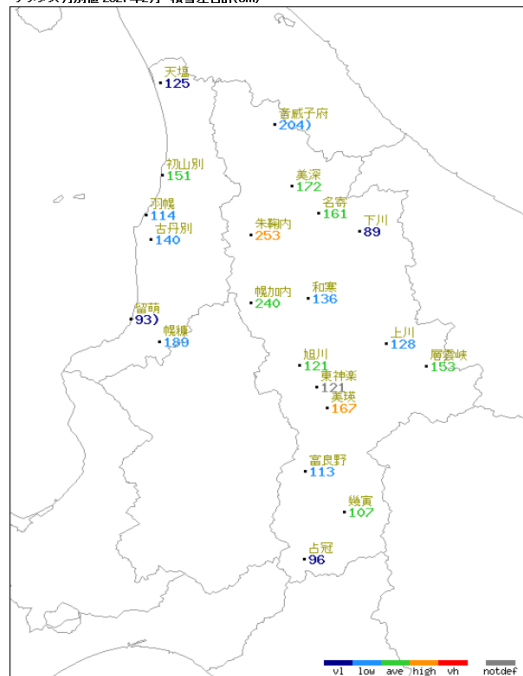 天塩
125
音威子府
204)
初山別
151
美深
172
名寄
161
羽幌
114
下川
89
朱鞠内
253
古丹別
140
幌加内
240
和寒
136
留萌
93)
幌糠
189
上川
128
旭川
121
層雲峡
153
東神楽
121
美瑛
167
富良野
113
幾寅
107
占冠
96
vl low ave high vh notdef